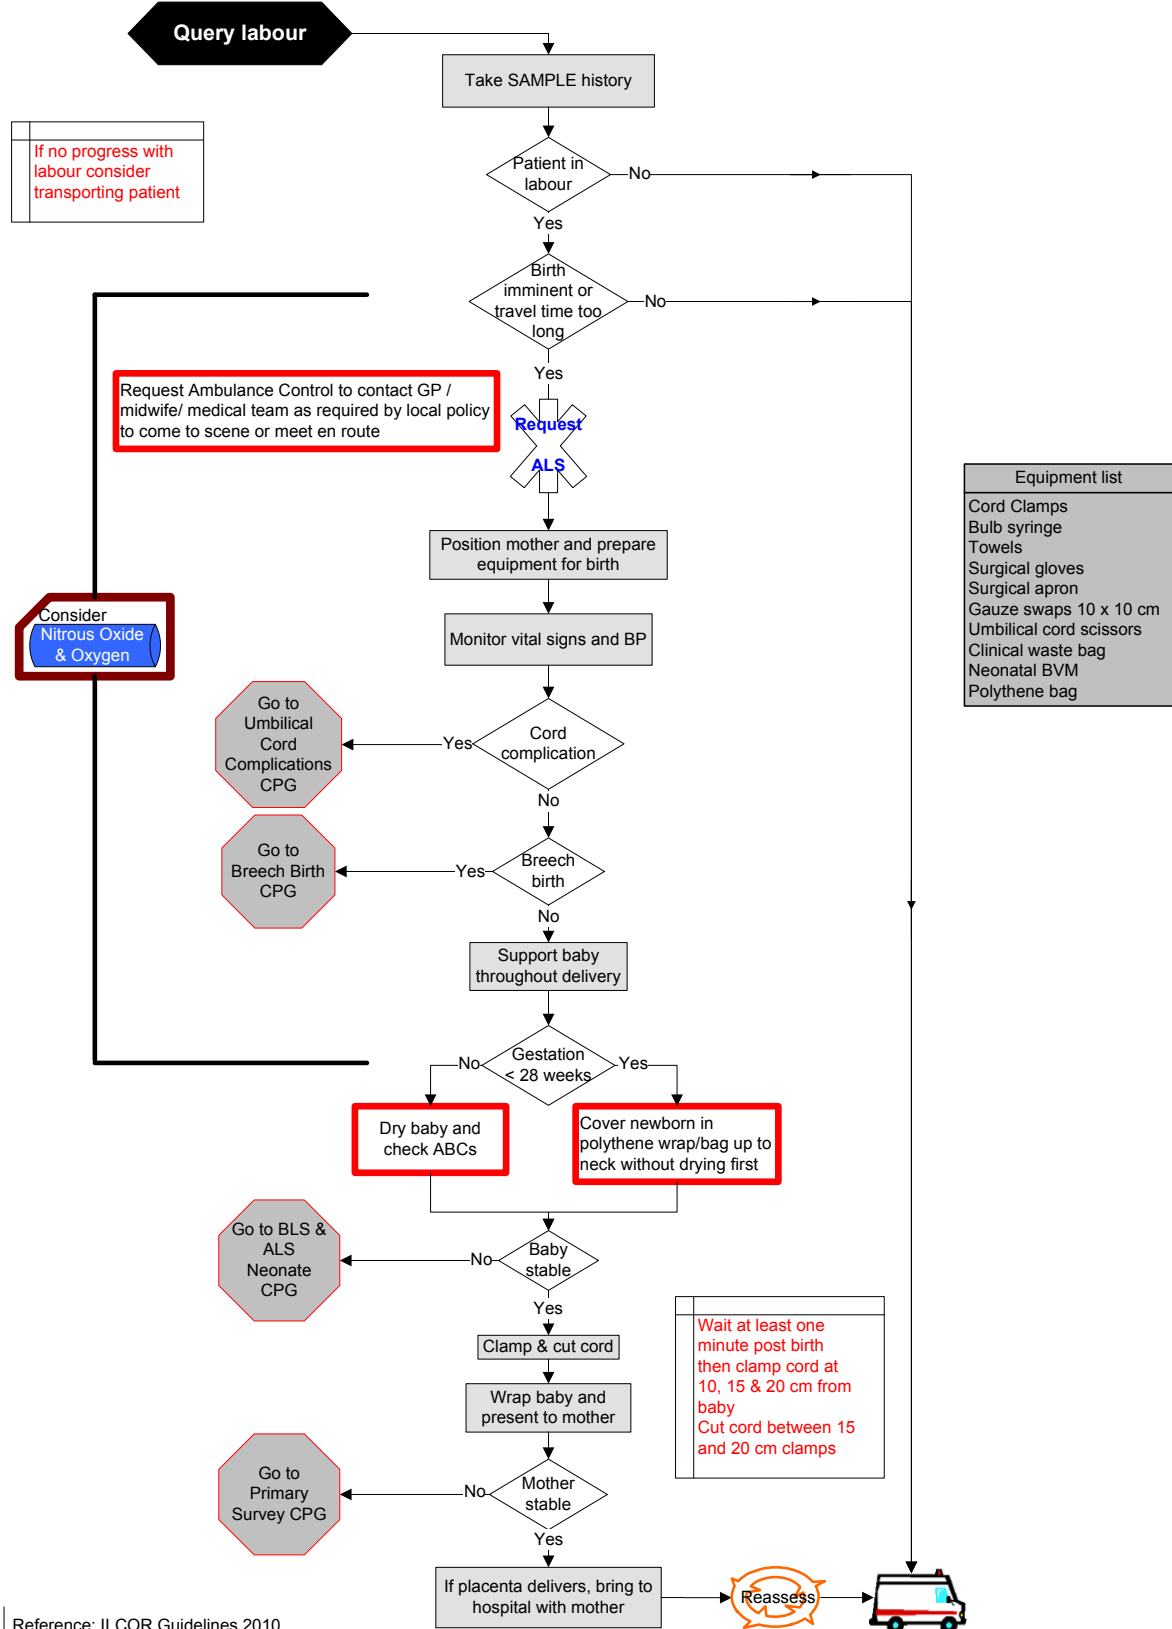 Query labour
Take SAMPLE history
If no progress with
labour consider
transporting patient
Patient in
labour
No
Yes
Birth
imminent or
travel time too
long
No
Yes
Request Ambulance Control to contact GP /
midwife/ medical team as required by local policy
to come to scene or meet en route
Request
ALS
Equipment list
Cord Clamps
Bulb syringe
Towels
Surgical gloves
Surgical apron
Gauze swaps 10 x 10 cm
Umbilical cord scissors
Clinical waste bag
Neonatal BVM
Polythene bag
Position mother and prepare
equipment for birth
Consider
Nitrous Oxide
& Oxygen
Monitor vital signs and BP
Go to
Umbilical
Cord
Complications
CPG
Yes
Cord
complication
No
Go to
Breech Birth
CPG
Yes
Breech
birth
No
Support baby
throughout delivery
No
Gestation
< 28 weeks
Yes
Dry baby and
check ABCs
Cover newborn in
polythene wrap/bag up to
neck without drying first
Go to BLS &
ALS
Neonate
CPG
No
Baby
stable
Yes
Clamp & cut cord
Wait at least one
minute post birth
then clamp cord at
10, 15 & 20 cm from
baby
Cut cord between 15
and 20 cm clamps
Wrap baby and
present to mother
Go to
Primary
Survey CPG
No
Mother
stable
Yes
If placenta delivers, bring to
hospital with mother
Reassess
Reference: ILCOR Guidelines 2010